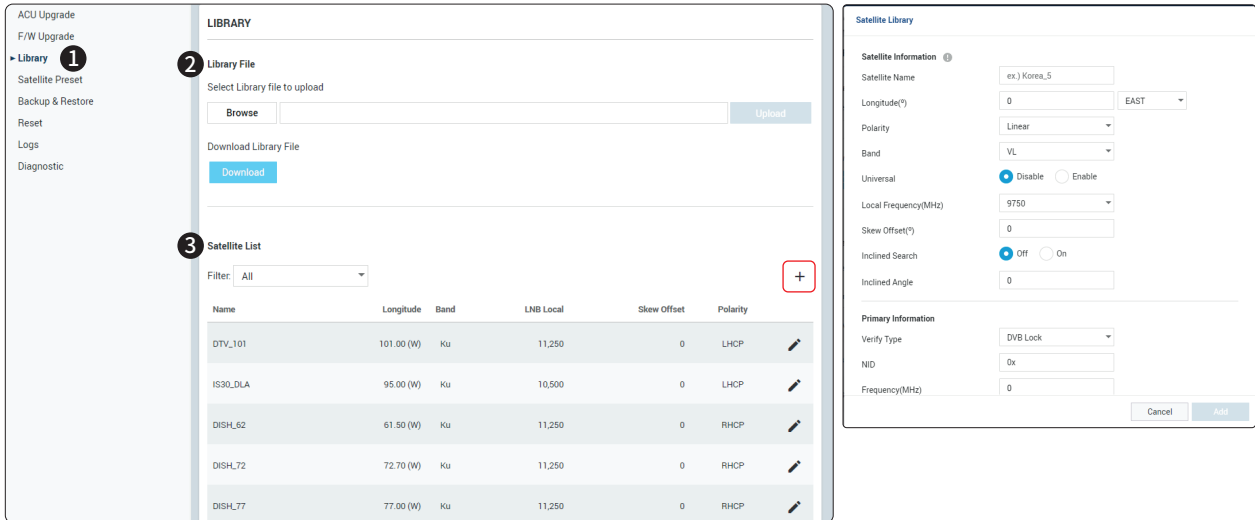 ACU Upgrade
F/W Upgrade
Library 1
Satellite Preset
Backup & Restore
Reset
Logs
Diagnostic
LIBRARY
2 Library File
Select Library file to upload
Browse Upload
Download Library File
Download
3 Satellite List
Filter: All +
Name Longitude Band LNB Local Skew Offset Polarity
DTV_101 101.00 (W) Ku 11,250 0 LHCP
IS30_DLA 95.00 (W) Ku 10,500 0 LHCP
DISH_62 61.50 (W) Ku 11,250 0 RHCP
DISH_72 72.70 (W) Ku 11,250 0 RHCP
DISH_77 77.00 (W) Ku 11,250 0 RHCP
Satellite Library
Satellite Information !
Satellite Name ex.) Korea_5
Longitude(º) 0 EAST
Polarity Linear
Band VL
Universal Disable Enable
Local Frequency(MHz) 9750
Skew Offset(º) 0
Inclined Search Off On
Inclined Angle 0
Primary Information
Verify Type DVB Lock
NID 0x
Frequency(MHz) 0
Cancel Add